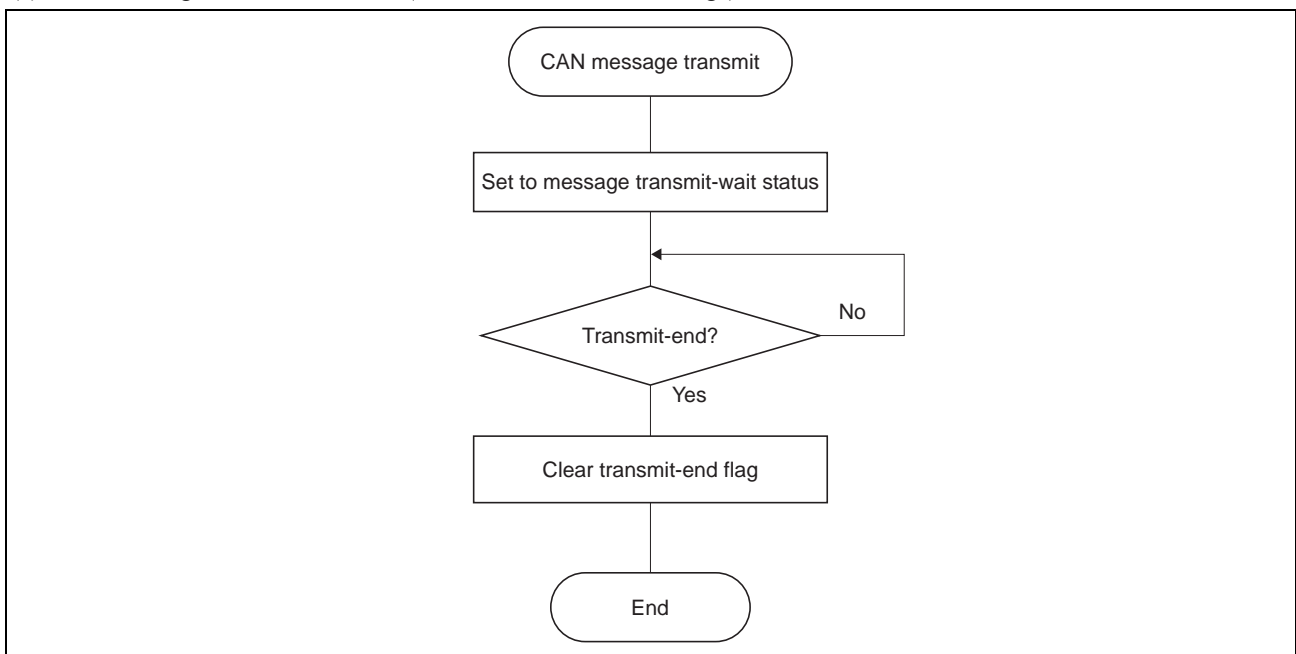 CAN message transmit
Set to message transmit-wait status
No
Transmit-end?
Yes
Clear transmit-end flag
End